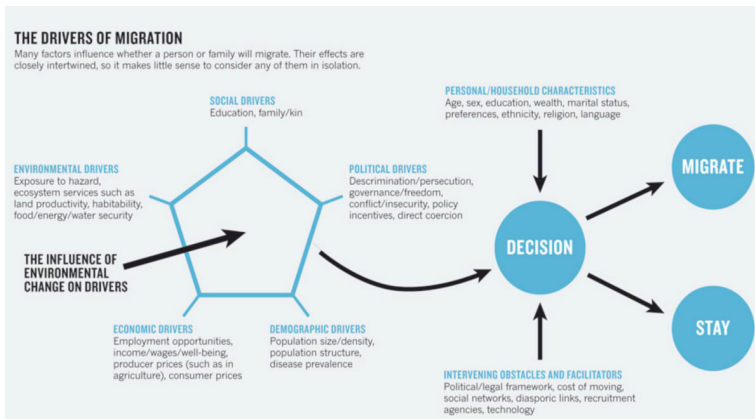 THE DRIVERS OF MIGRATION
Many factors influence whether a person or family will migrate. Their effects are
closely intertwined, so it makes little sense to consider any of them in isolation.
SOCIAL DRIVERS
Education, family/kin
ENVIRONMENTAL DRIVERS
Exposure to hazard,
ecosystem services such as
land productivity, habitability,
food/energy/water security
POLITICAL DRIVERS
Descrimination/persecution,
governance/freedom,
conflict/insecurity, policy
incentives, direct coercion
THE INFLUENCE OF
ENVIRONMENTAL
CHANGE ON DRIVERS
ECONOMIC DRIVERS
Employment opportunities,
income/wages/well-being,
producer prices (such as in
agriculture), consumer prices
DEMOGRAPHIC DRIVERS
Population size/density,
population structure,
disease prevalence
PERSONAL/HOUSEHOLD CHARACTERISTICS
Age, sex, education, wealth, marital status,
preferences, ethnicity, religion, language
DECISION
INTERVENING OBSTACLES AND FACILITATORS
Political/legal framework, cost of moving,
social networks, diasporic links, recruitment
agencies, technology
MIGRATE
STAY